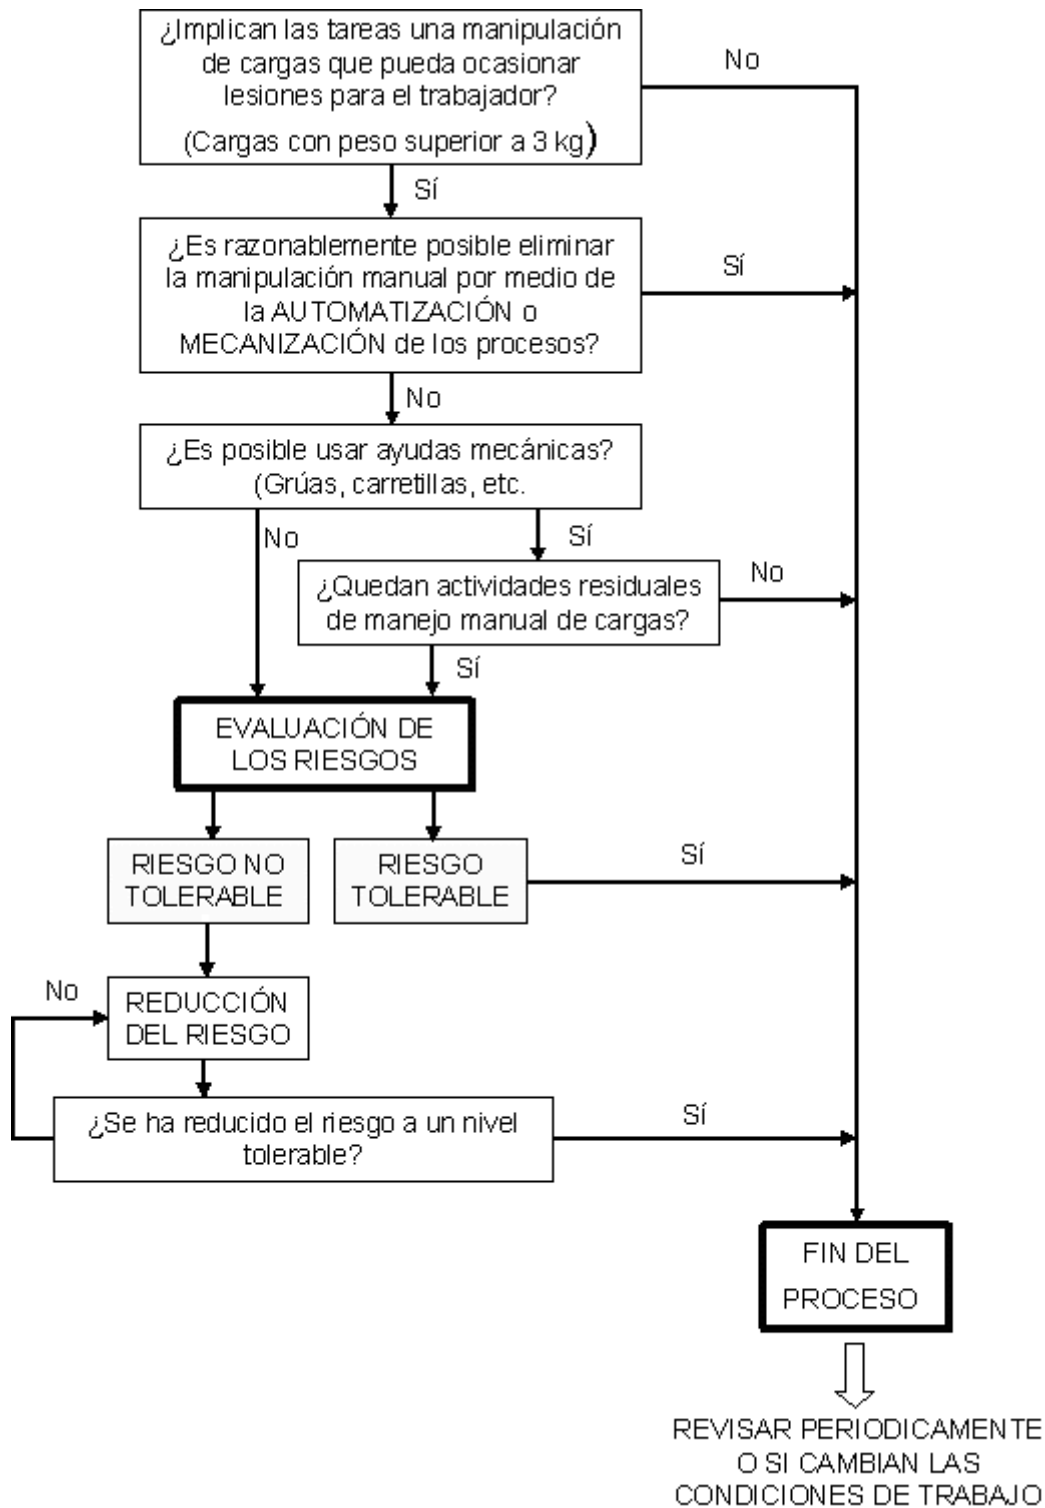 ¿Implican las tareas una manipulación
de cargas que pueda ocasionar
lesiones para el trabajador?
(Cargas con peso superior a 3 kg)
No
Sí
¿Es razonablemente posible eliminar
la manipulación manual por medio de
la AUTOMATIZACIÓN o
MECANIZACIÓN de los procesos?
Sí
No
¿Es posible usar ayudas mecánicas?
(Grúas, carretillas, etc.
No
Sí
¿Quedan actividades residuales
de manejo manual de cargas?
No
Sí
EVALUACIÓN DE
LOS RIESGOS
RIESGO NO
TOLERABLE
RIESGO
TOLERABLE
Sí
No
REDUCCIÓN
DEL RIESGO
¿Se ha reducido el riesgo a un nivel
tolerable?
Sí
FIN DEL
PROCESO
REVISAR PERIODICAMENTE
O SI CAMBIAN LAS
CONDICIONES DE TRABAJO